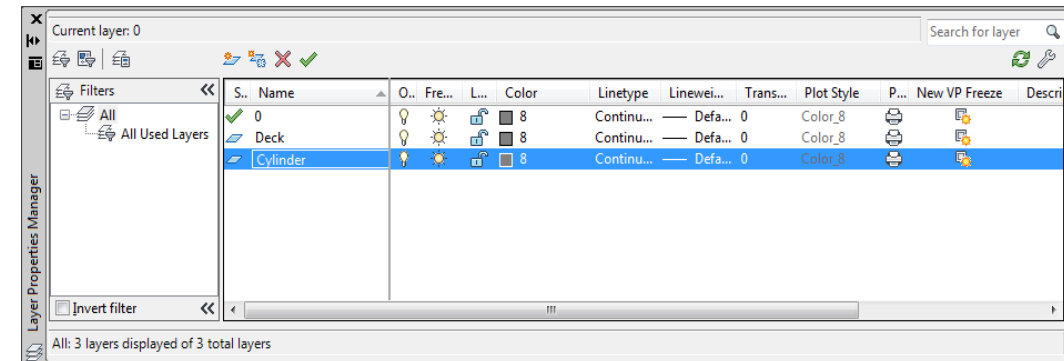 Current layer: 0
Search for layer
Filters
All
All Used Layers
Invert filter
S.. Name O.. Fre... L... Color Linetype Linewei... Trans... Plot Style P... New VP Freeze Descri
0 8 Continu... Defa... 0 Color_8
Deck 8 Continu... Defa... 0 Color_8
Cylinder 8 Continu... Defa... 0 Color_8
Layer Properties Manager
All: 3 layers displayed of 3 total layers